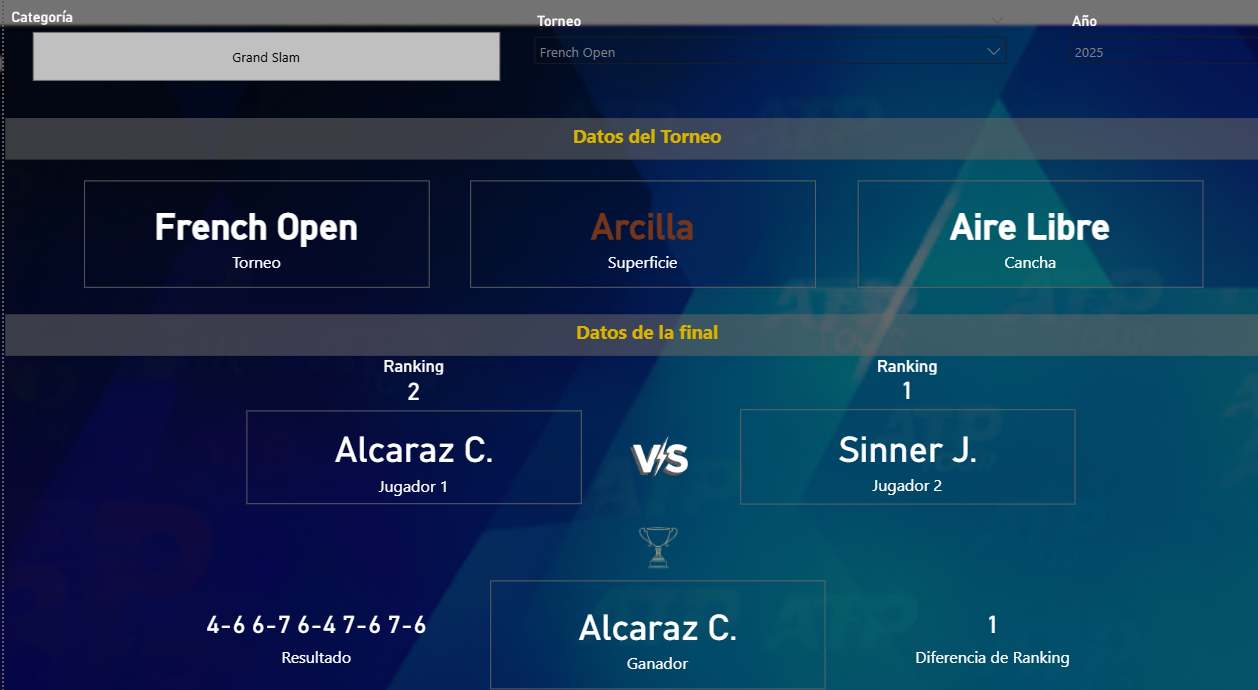 Categoría
Torneo
Año
Grand Slam
French Open
2025
Datos del Torneo
French Open
Torneo
Arcilla
Superficie
Aire Libre
Cancha
Datos de la final
Ranking
2
Ranking
1
Alcaraz C.
Jugador 1
VS
Sinner J.
Jugador 2
4-6 6-7 6-4 7-6 7-6
Resultado
Alcaraz C.
Ganador
1
Diferencia de Ranking
ATP
TOUR